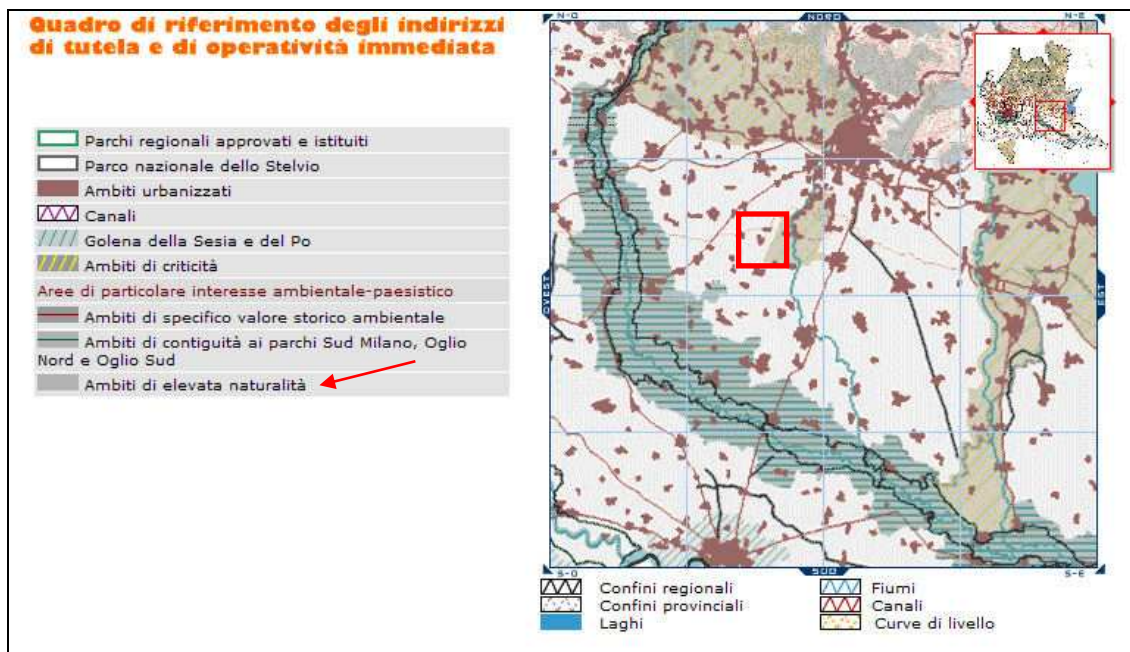 Quadro di riferimento degli indirizzi
di tutela e di operatività immediata
Parchi regionali approvati e istituiti
Parco nazionale dello Stelvio
Ambiti urbanizzati
Canali
Golena della Sesia e del Po
Ambiti di criticità
Aree di particolare interesse ambientale-paesistico
Ambiti di specifico valore storico ambientale
Ambiti di contiguità ai parchi Sud Milano, Oglio
Nord e Oglio Sud
Ambiti di elevata naturalità
N-O
NORD
N-E
OVEST
EST
S-O
SUD
S-E
Confini regionali
Confini provinciali
Laghi
Fiumi
Canali
Curve di livello